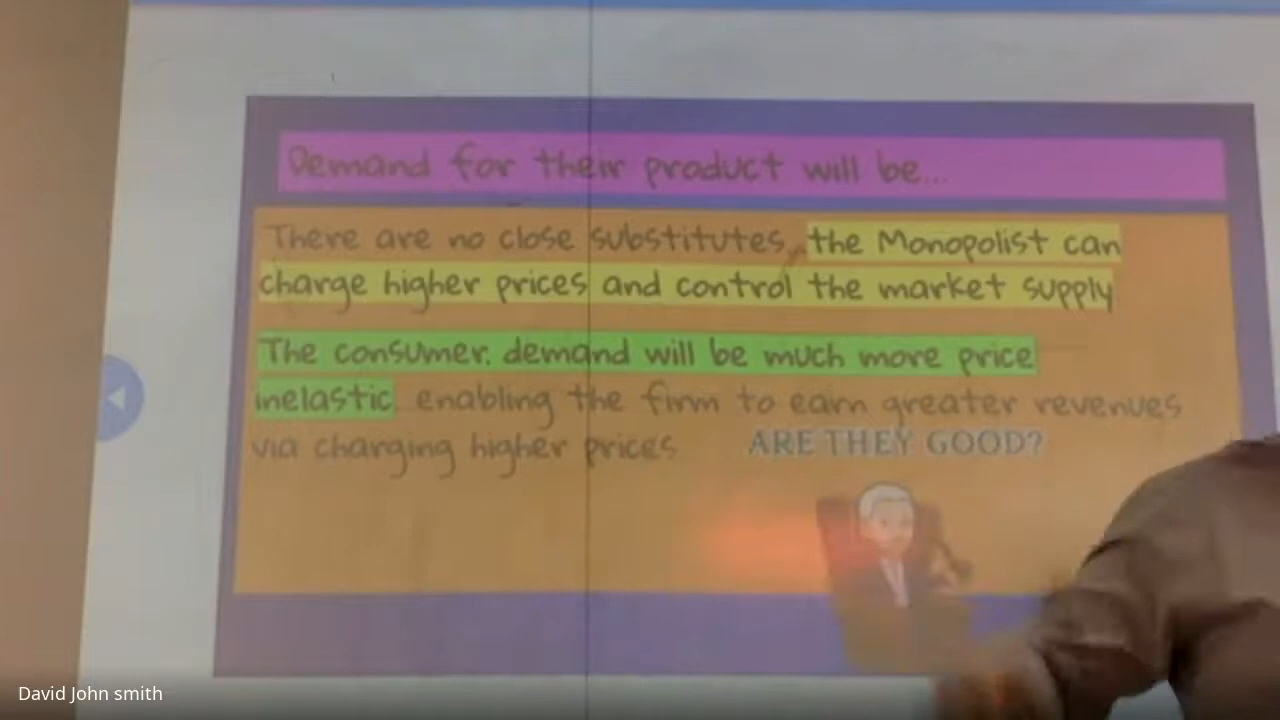 Demand for their product will be...
There are no close substitutes, the Monopolist can
charge higher prices and control the market supply
The consumer. demand will be much more price
inelastic enabling the firm to earn greater revenues
via charging higher prices
ARE THEY GOOD?
David John smith